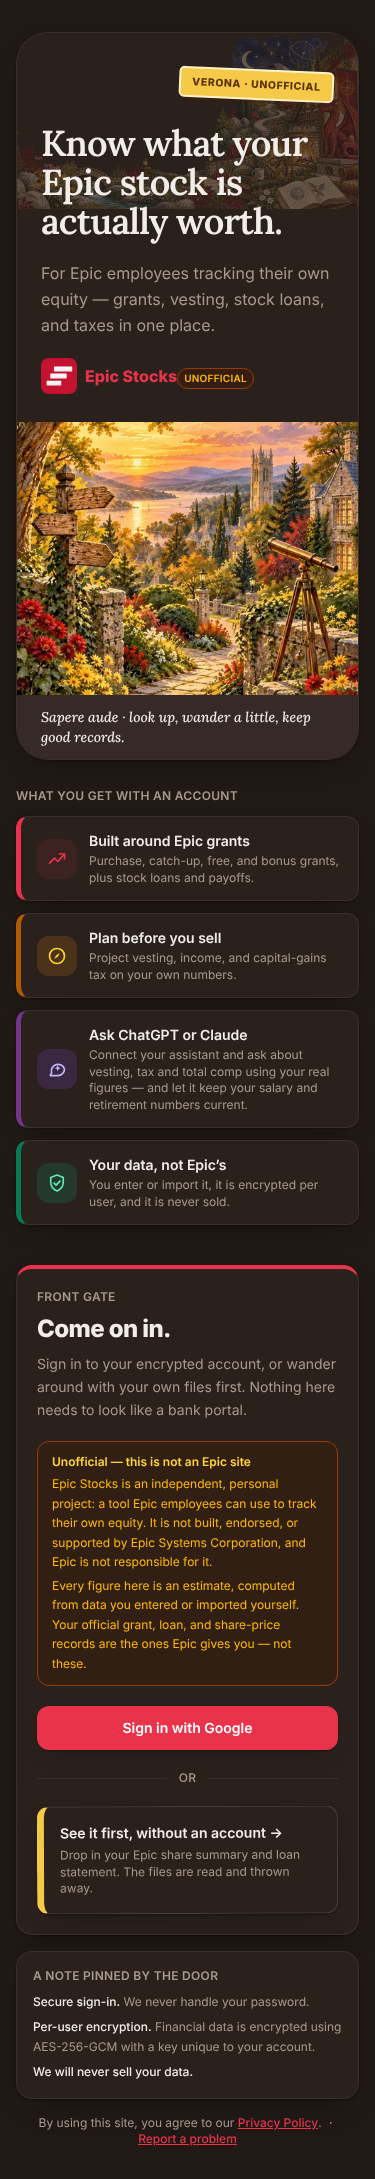 VERONA · UNOFFICIAL
Know what your
Epic stock is
actually worth.
For Epic employees tracking their own
equity — grants, vesting, stock loans,
and taxes in one place.
Epic Stocks UNOFFICIAL
Sapere aude · look up, wander a little, keep
good records.
WHAT YOU GET WITH AN ACCOUNT
Built around Epic grants
Purchase, catch-up, free, and bonus grants,
plus stock loans and payoffs.
Plan before you sell
Project vesting, income, and capital-gains
tax on your own numbers.
Ask ChatGPT or Claude
Connect your assistant and ask about
vesting, tax and total comp using your real
figures — and let it keep your salary and
retirement numbers current.
Your data, not Epic’s
You enter or import it, it is encrypted per
user, and it is never sold.
FRONT GATE
Come on in.
Sign in to your encrypted account, or wander
around with your own files first. Nothing here
needs to look like a bank portal.
Unofficial — this is not an Epic site
Epic Stocks is an independent, personal
project: a tool Epic employees can use to track
their own equity. It is not built, endorsed, or
supported by Epic Systems Corporation, and
Epic is not responsible for it.
Every figure here is an estimate, computed
from data you entered or imported yourself.
Your official grant, loan, and share-price
records are the ones Epic gives you — not
these.
Sign in with Google
OR
See it first, without an account →
Drop in your Epic share summary and loan
statement. The files are read and thrown
away.
A NOTE PINNED BY THE DOOR
Secure sign-in. We never handle your password.
Per-user encryption. Financial data is encrypted using
AES-256-GCM with a key unique to your account.
We will never sell your data.
By using this site, you agree to our Privacy Policy. ·
Report a problem